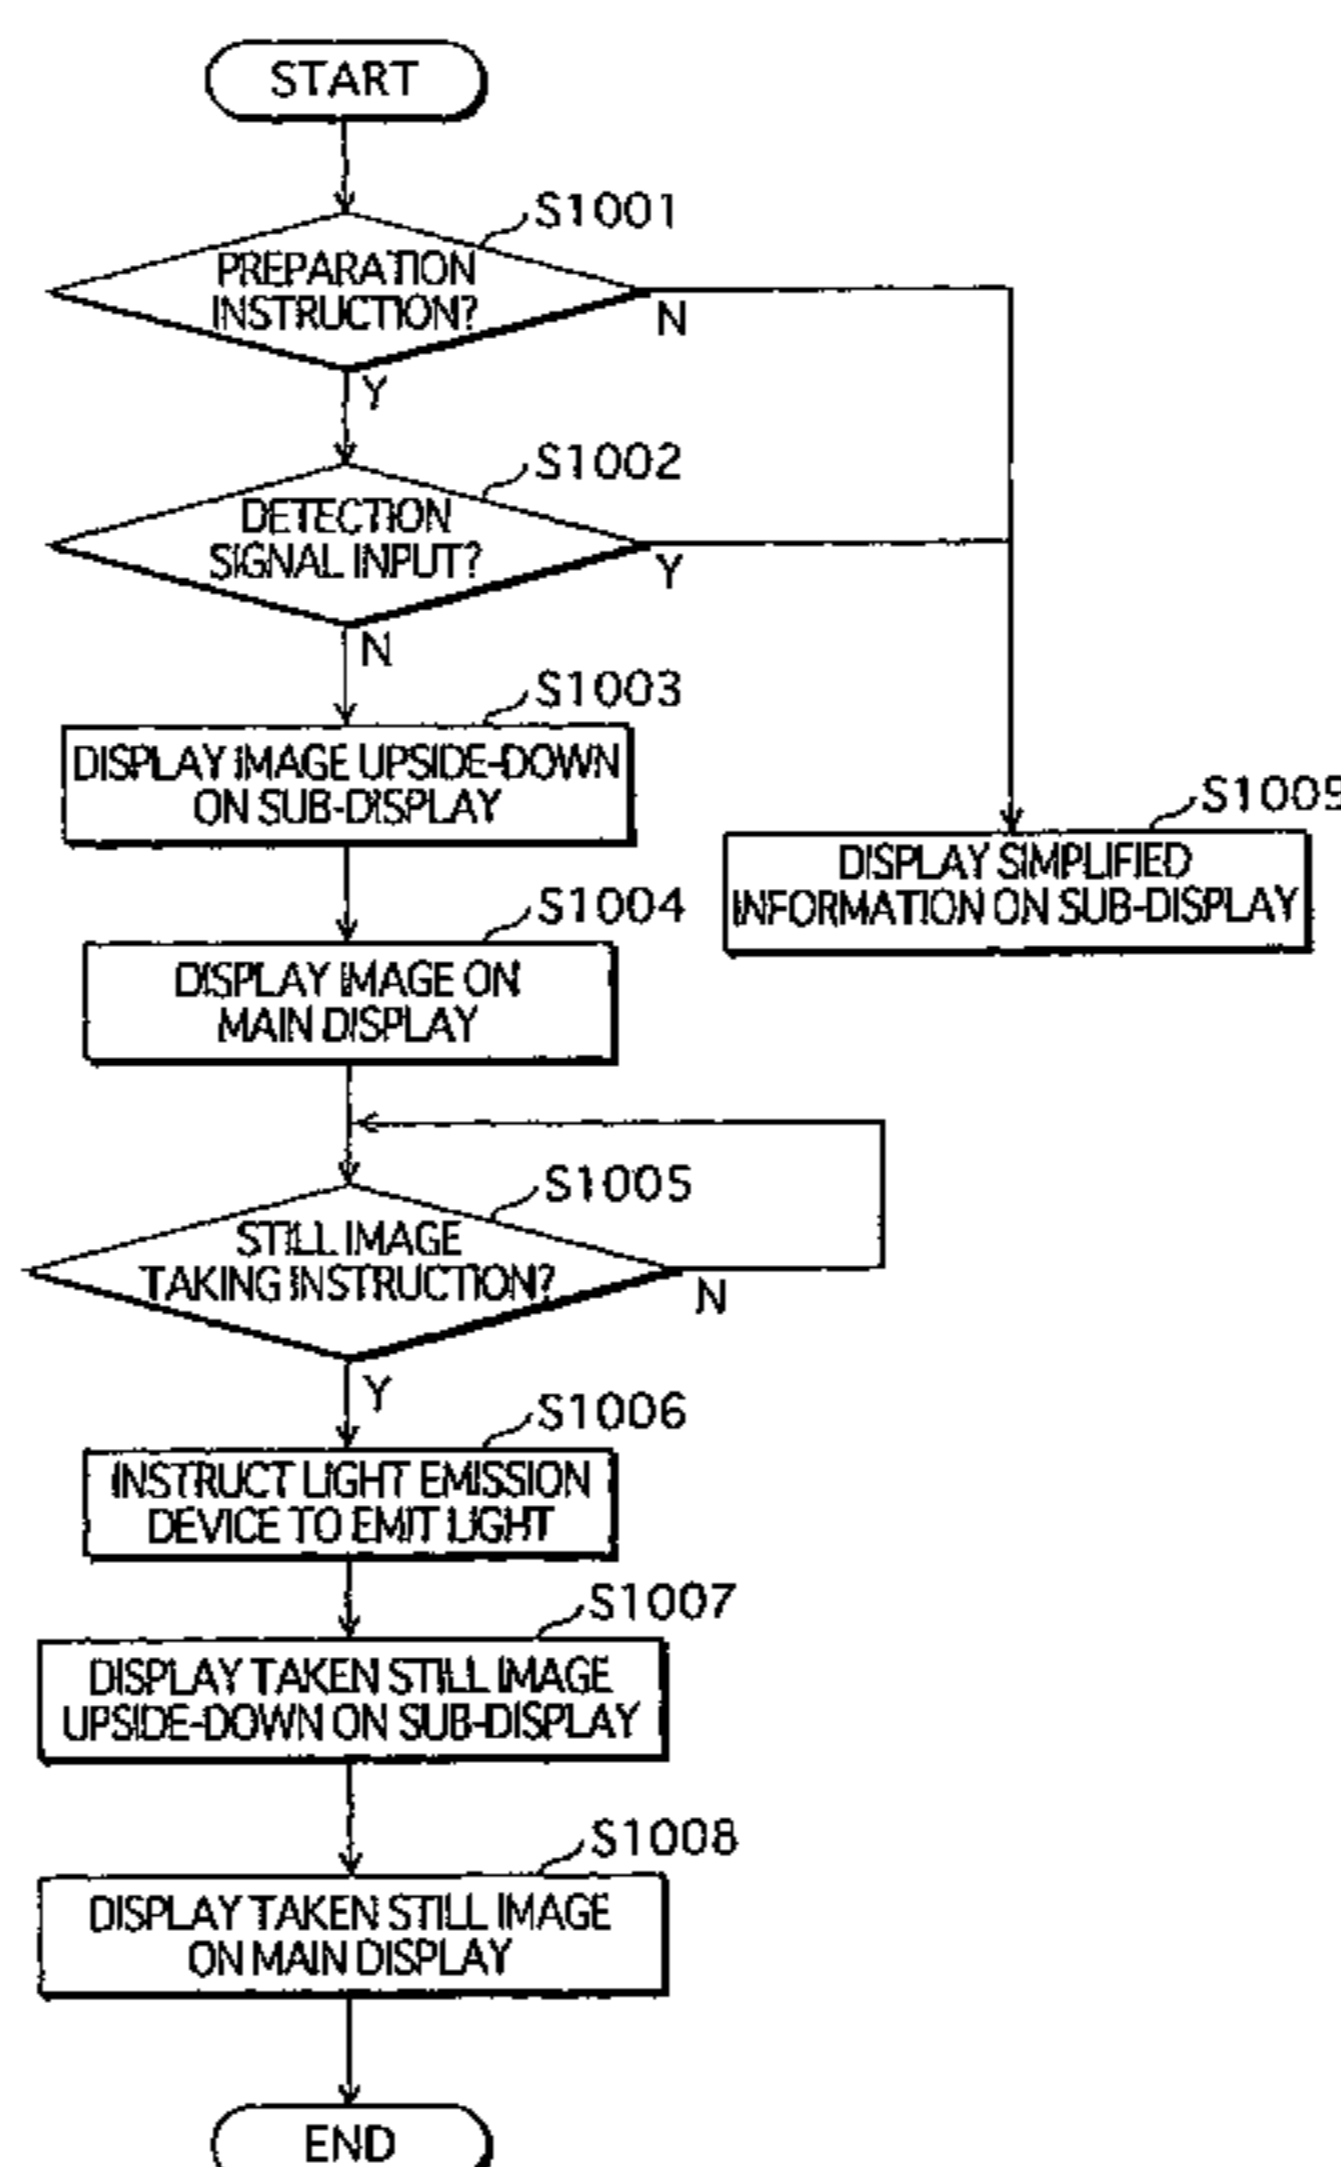 START
S1001
PREPARATION
INSTRUCTION?
N
Y
S1002
DETECTION
SIGNAL INPUT?
Y
N
S1003
DISPLAY IMAGE UPSIDE-DOWN
ON SUB-DISPLAY
S1009
DISPLAY SIMPLIFIED
INFORMATION ON SUB-DISPLAY
S1004
DISPLAY IMAGE ON
MAIN DISPLAY
S1005
STILL IMAGE
TAKING INSTRUCTION?
N
Y
S1006
INSTRUCT LIGHT EMISSION
DEVICE TO EMIT LIGHT
S1007
DISPLAY TAKEN STILL IMAGE
UPSIDE-DOWN ON SUB-DISPLAY
S1008
DISPLAY TAKEN STILL IMAGE
ON MAIN DISPLAY
END